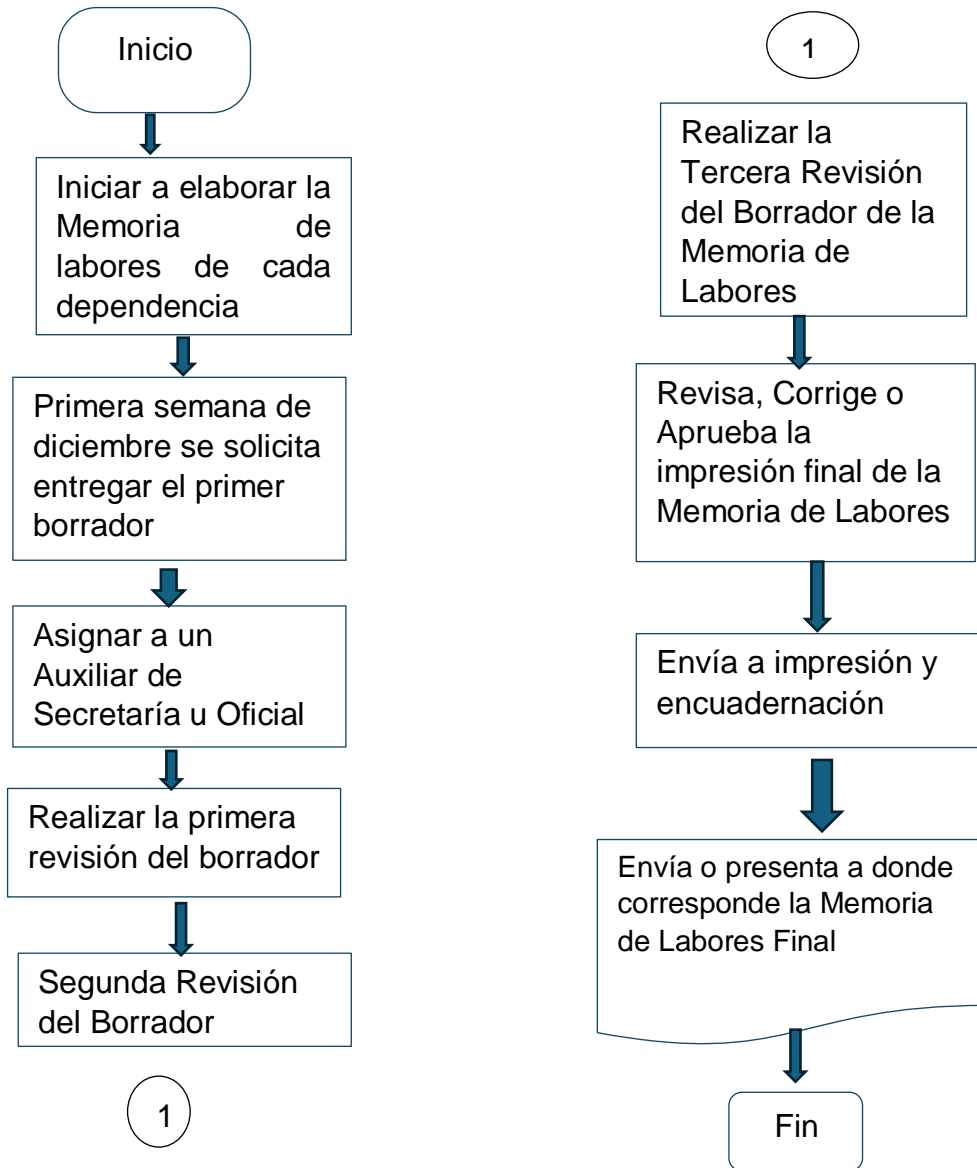 Inicio
Iniciar a elaborar la
Memoria de
labores de cada
dependencia
Primera semana de
diciembre se solicita
entregar el primer
borrador
Asignar a un
Auxiliar de
Secretaría u Oficial
Realizar la primera
revisión del borrador
Segunda Revisión
del Borrador
1
1
Realizar la
Tercera Revisión
del Borrador de la
Memoria de
Labores
Revisa, Corrige o
Aprueba la
impresión final de la
Memoria de Labores
Envía a impresión y
encuadernación
Envía o presenta a donde
corresponde la Memoria
de Labores Final
Fin